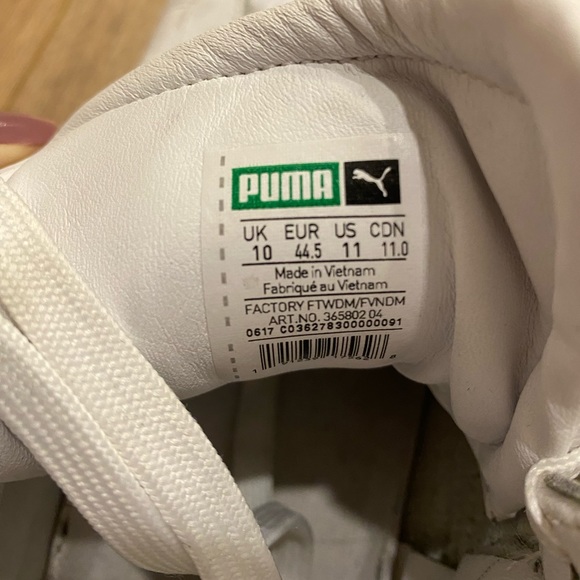 PUMA
UK EUR US CDN
10 44.5 11 11.0
Made in Vietnam
Fabriqué au Vietnam
FACTORY FTWDM/FVNDM
ART.NO. 365802 04
0617 C036278300000091